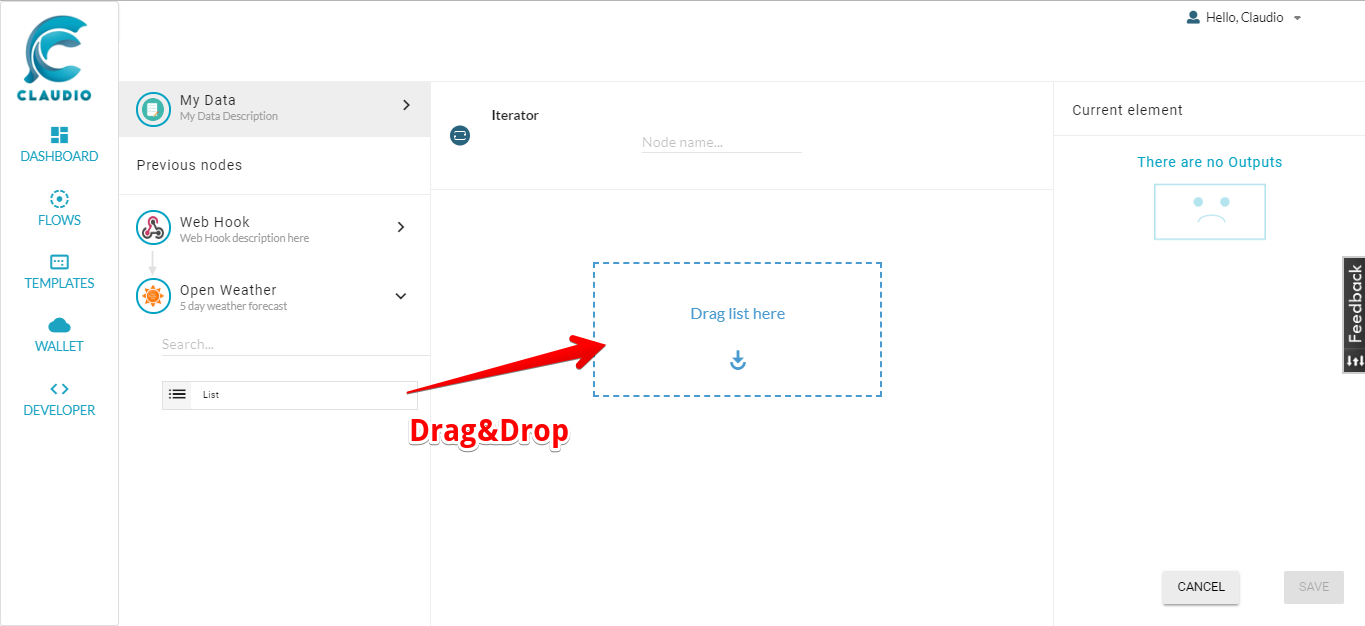 Hello, Claudio
CLAUDIO
DASHBOARD
FLOWS
TEMPLATES
WALLET
DEVELOPER
My Data
My Data Description
Previous nodes
Web Hook
Web Hook description here
Open Weather
5 day weather forecast
Search...
List
Drag&Drop
Iterator
Node name...
Drag list here
Current element
There are no Outputs
Feedback
CANCEL
SAVE